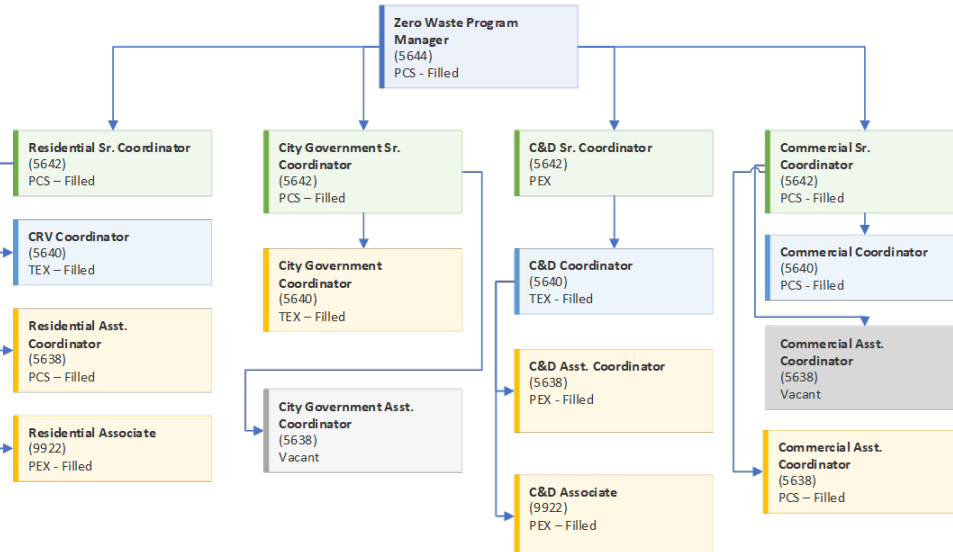 Zero Waste Program
Manager
(5644)
PCS - Filled
Residential Sr. Coordinator
(5642)
PCS – Filled
CRV Coordinator
(5640)
TEX – Filled
Residential Asst.
Coordinator
(5638)
PCS – Filled
Residential Associate
(9922)
PEX - Filled
City Government Sr.
Coordinator
(5642)
PCS – Filled
City Government
Coordinator
(5640)
TEX – Filled
City Government Asst.
Coordinator
(5638)
Vacant
C&D Sr. Coordinator
(5642)
PEX
C&D Coordinator
(5640)
TEX - Filled
C&D Asst. Coordinator
(5638)
PEX - Filled
C&D Associate
(9922)
PEX – Filled
Commercial Sr.
Coordinator
(5642)
PCS - Filled
Commercial Coordinator
(5640)
PCS - Filled
Commercial Asst.
Coordinator
(5638)
Vacant
Commercial Asst.
Coordinator
(5638)
PCS – Filled